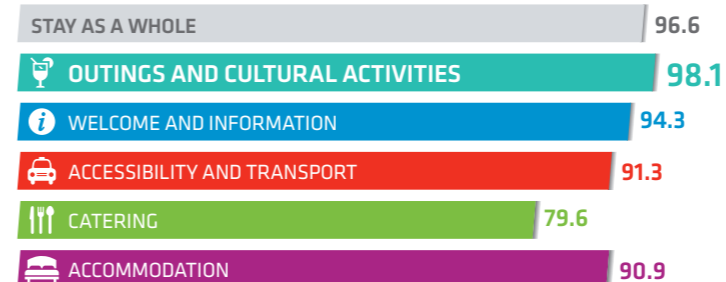 STAY AS A WHOLE 96.6
OUTINGS AND CULTURAL ACTIVITIES 98.1
i WELCOME AND INFORMATION 94.3
ACCESSIBILITY AND TRANSPORT 91.3
CATERING 79.6
ACCOMMODATION 90.9